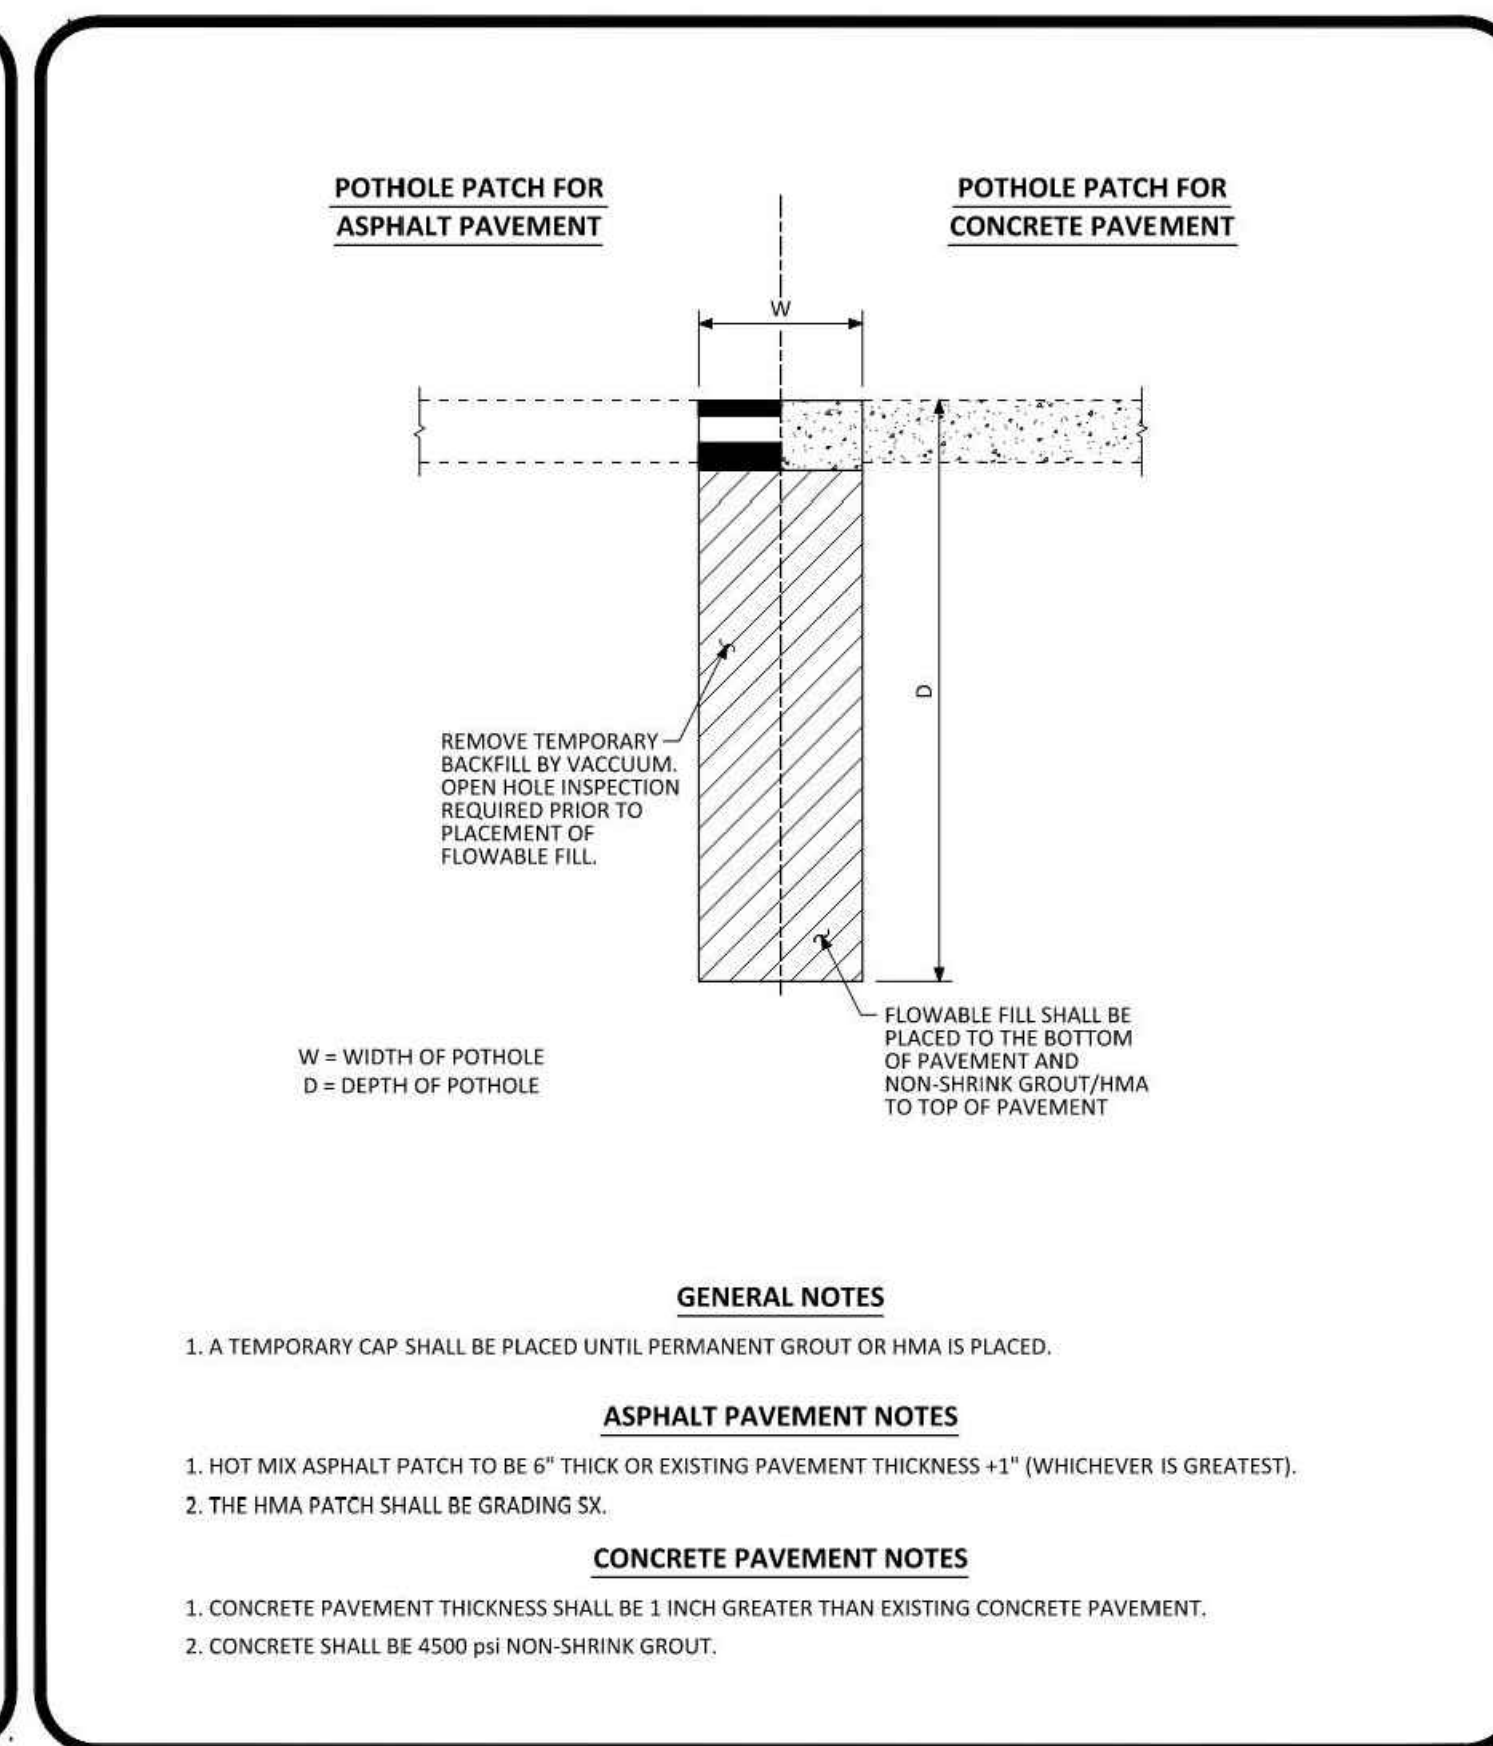 POTHOLE PATCH FOR
ASPHALT PAVEMENT
POTHOLE PATCH FOR
CONCRETE PAVEMENT
W
D
REMOVE TEMPORARY
BACKFILL BY VACCUUM.
OPEN HOLE INSPECTION
REQUIRED PRIOR TO
PLACEMENT OF
FLOWABLE FILL.
FLOWABLE FILL SHALL BE
PLACED TO THE BOTTOM
OF PAVEMENT AND
NON-SHRINK GROUT/HMA
TO TOP OF PAVEMENT
W = WIDTH OF POTHOLE
D = DEPTH OF POTHOLE
GENERAL NOTES
1. A TEMPORARY CAP SHALL BE PLACED UNTIL PERMANENT GROUT OR HMA IS PLACED.
ASPHALT PAVEMENT NOTES
1. HOT MIX ASPHALT PATCH TO BE 6" THICK OR EXISTING PAVEMENT THICKNESS +1" (WHICHEVER IS GREATEST).
2. THE HMA PATCH SHALL BE GRADING SX.
CONCRETE PAVEMENT NOTES
1. CONCRETE PAVEMENT THICKNESS SHALL BE 1 INCH GREATER THAN EXISTING CONCRETE PAVEMENT.
2. CONCRETE SHALL BE 4500 psi NON-SHRINK GROUT.